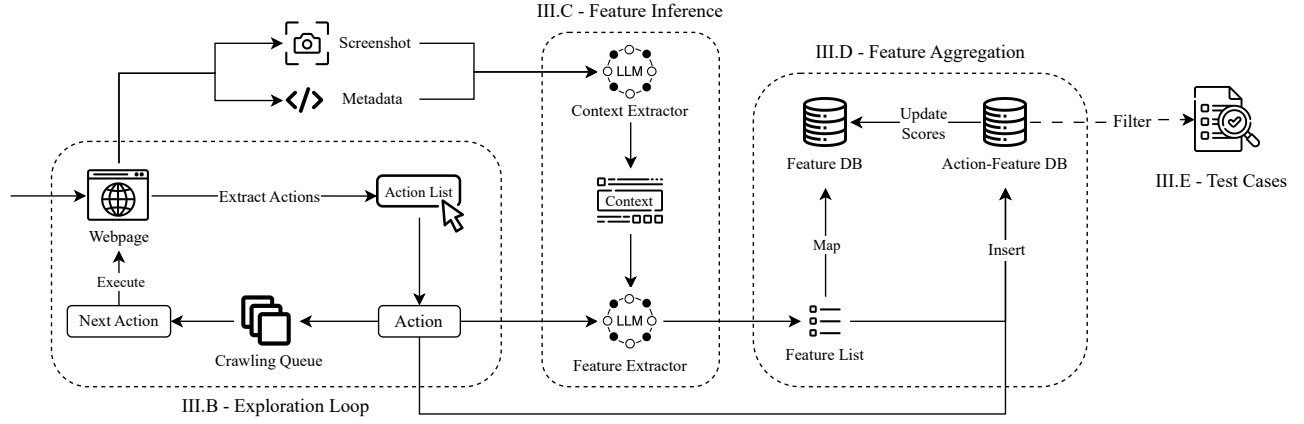 III.C - Feature Inference
Screenshot
Metadata
LLM
Context Extractor
Context
LLM
Feature Extractor
III.D - Feature Aggregation
Update
Scores
Feature DB
Action-Feature DB
Map
Insert
Feature List
Filter
III.E - Test Cases
Webpage
Extract Actions
Action List
Execute
Next Action
Crawling Queue
Action
III.B - Exploration Loop